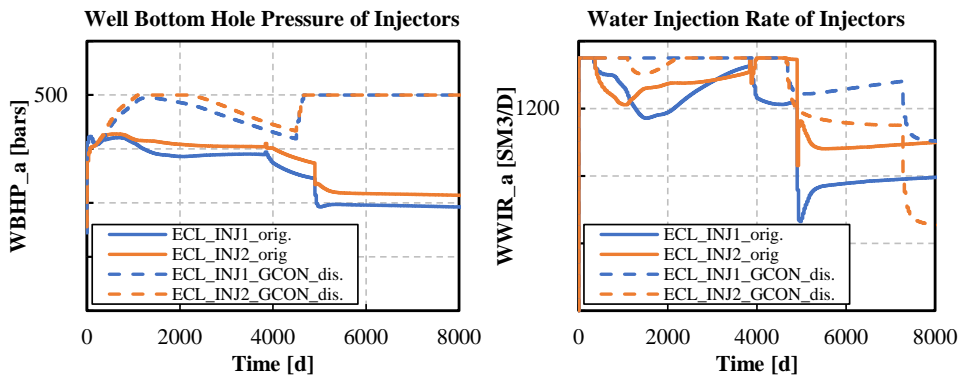 Well Bottom Hole Pressure of Injectors
WBHP_a [bars]
500
ECL_INJ1_orig.
ECL_INJ2_orig
ECL_INJ1_GCON_dis.
ECL_INJ2_GCON_dis.
0 2000 4000 6000 8000
Time [d]
Water Injection Rate of Injectors
WWIR_a [SM3/D]
1200
ECL_INJ1_orig.
ECL_INJ2_orig
ECL_INJ1_GCON_dis.
ECL_INJ2_GCON_dis.
0 2000 4000 6000 8000
Time [d]